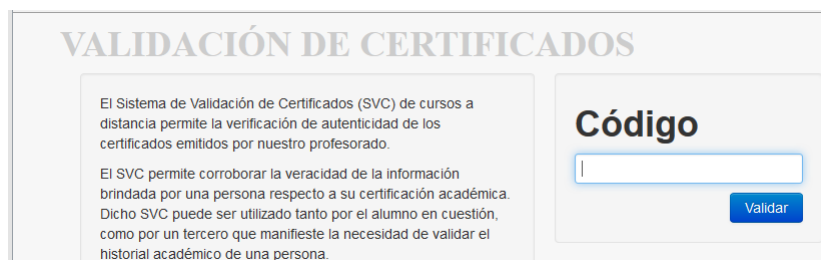 VALIDACIÓN DE CERTIFICADOS
El Sistema de Validación de Certificados (SVC) de cursos a
distancia permite la verificación de autenticidad de los
certificados emitidos por nuestro profesorado.
El SVC permite corroborar la veracidad de la información
brindada por una persona respecto a su certificación académica.
Dicho SVC puede ser utilizado tanto por el alumno en cuestión,
como por un tercero que manifieste la necesidad de validar el
historial académico de una persona.
Código
Validar